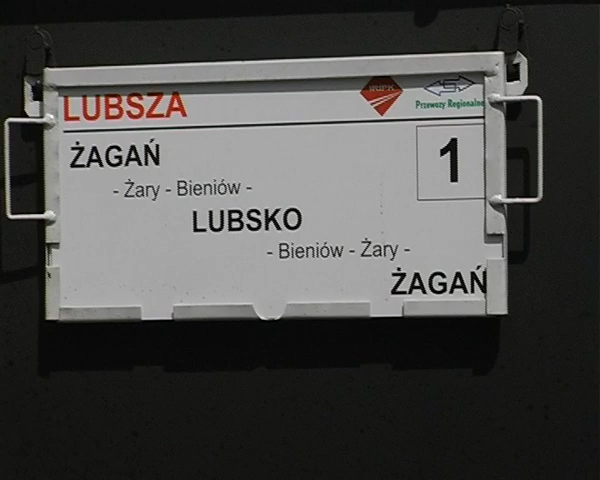 LUBSZA
Przewozy Regionalne
ŻAGAŃ
1
- Żary - Bieniów -
LUBSKO
- Bieniów - Żary -
ŻAGAŃ